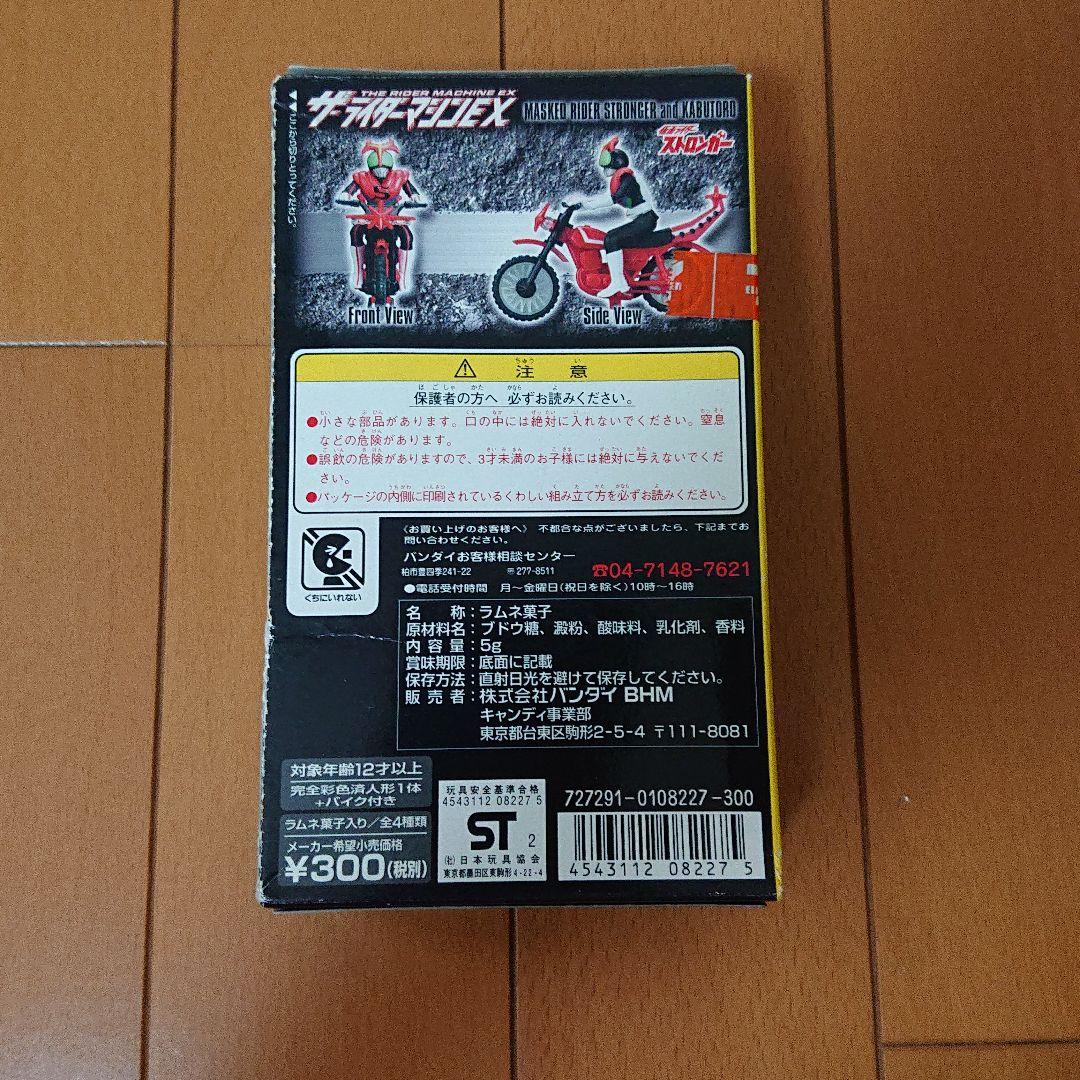 THE RIDER MACHINE EX
ザ・ライダーマシンEX
MASKED RIDER STRONGER and KABUTORO
仮面ライダー
ストロンガー
Front View
Side View
注意
ちゅう い
保護者の方へ 必ずお読みください。
●小さな部品があります。口の中には絶対に入れないでください。窒息
などの危険があります。
●誤飲の危険がありますので、3才未満のお子様には絶対に与えないでくだ
さい。
●パッケージの内側に印刷されているくわしい組み立て方を必ずお読みください。
くちにいれない
〈お買い上げのお客様へ〉 不都合な点がございましたら、下記までお
問い合わせください。
バンダイお客様相談センター
柏市豊四季241-22 〒277-8511
☎04-7148-7621
●電話受付時間 月〜金曜日(祝日を除く)10時〜16時
名称:ラムネ菓子
原材料名:ブドウ糖、澱粉、酸味料、乳化剤、香料
内容量:5g
賞味期限:底面に記載
保存方法:直射日光を避けて保存してください。
販売者:株式会社バンダイ BHM
キャンディ事業部
東京都台東区駒形2-5-4 〒111-8081
対象年齢12才以上
完全彩色済人形1体
+バイク付き
ラムネ菓子入り/全4種類
メーカー希望小売価格
¥300(税別)
玩具安全基準合格
4543112 08227 5
ST 2
(社)日本玩具協会
東京都墨田区東駒形4-22-4
727291-0108227-300
4543112 082275